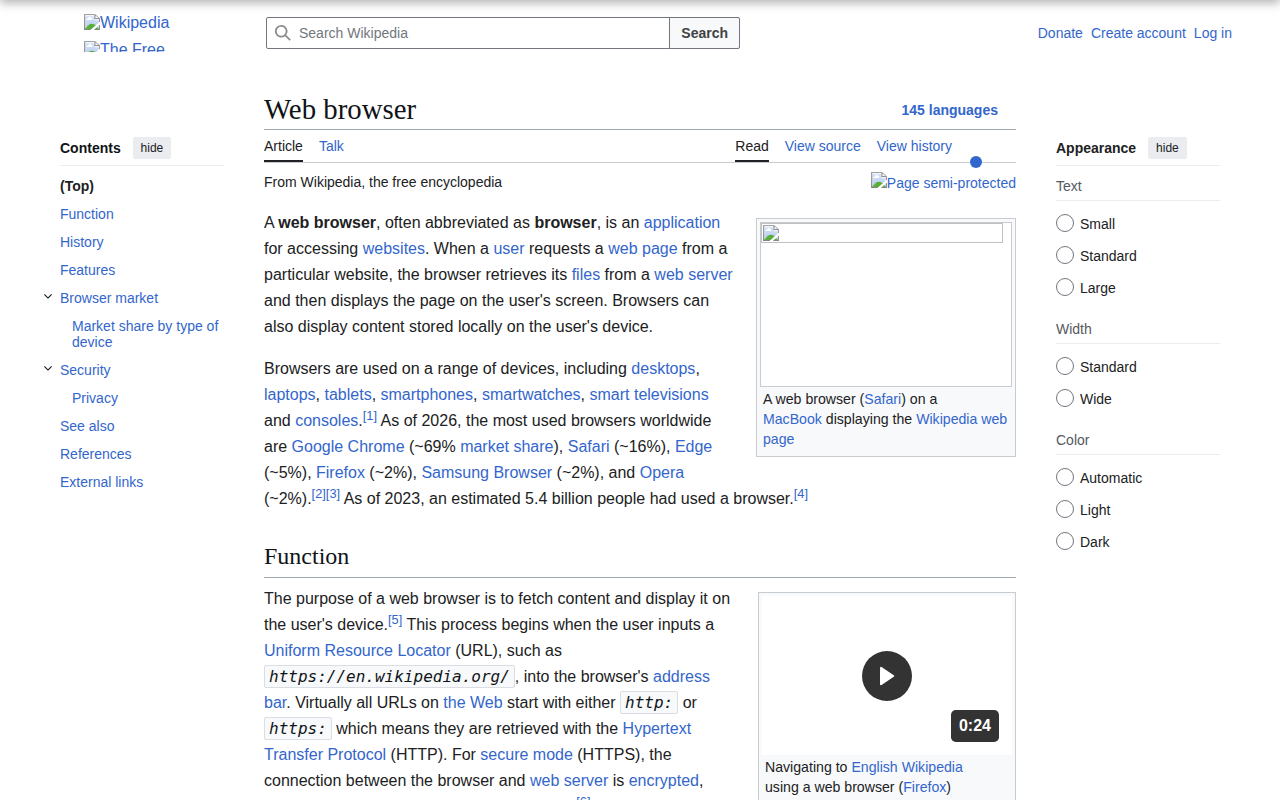 Wikipedia
The Free
Search Wikipedia
Search
Donate Create account Log in
Contents hide
(Top)
Function
History
Features
Browser market
Market share by type of
device
Security
Privacy
See also
References
External links
Web browser
145 languages
Article Talk
Read View source View history
From Wikipedia, the free encyclopedia
Page semi-protected
A web browser, often abbreviated as browser, is an application
for accessing websites. When a user requests a web page from a
particular website, the browser retrieves its files from a web server
and then displays the page on the user's screen. Browsers can
also display content stored locally on the user's device.
A web browser (Safari) on a
MacBook displaying the Wikipedia web
page
Browsers are used on a range of devices, including desktops,
laptops, tablets, smartphones, smartwatches, smart televisions
and consoles.[1] As of 2026, the most used browsers worldwide
are Google Chrome (~69% market share), Safari (~16%), Edge
(~5%), Firefox (~2%), Samsung Browser (~2%), and Opera
(~2%).[2][3] As of 2023, an estimated 5.4 billion people had used a browser.[4]
Function
The purpose of a web browser is to fetch content and display it on
the user's device.[5] This process begins when the user inputs a
Uniform Resource Locator (URL), such as
https://en.wikipedia.org/, into the browser's address
bar. Virtually all URLs on the Web start with either http: or
https: which means they are retrieved with the Hypertext
Transfer Protocol (HTTP). For secure mode (HTTPS), the
connection between the browser and web server is encrypted,
[6]
0:24
Navigating to English Wikipedia
using a web browser (Firefox)
Appearance hide
Text
Small
Standard
Large
Width
Standard
Wide
Color
Automatic
Light
Dark